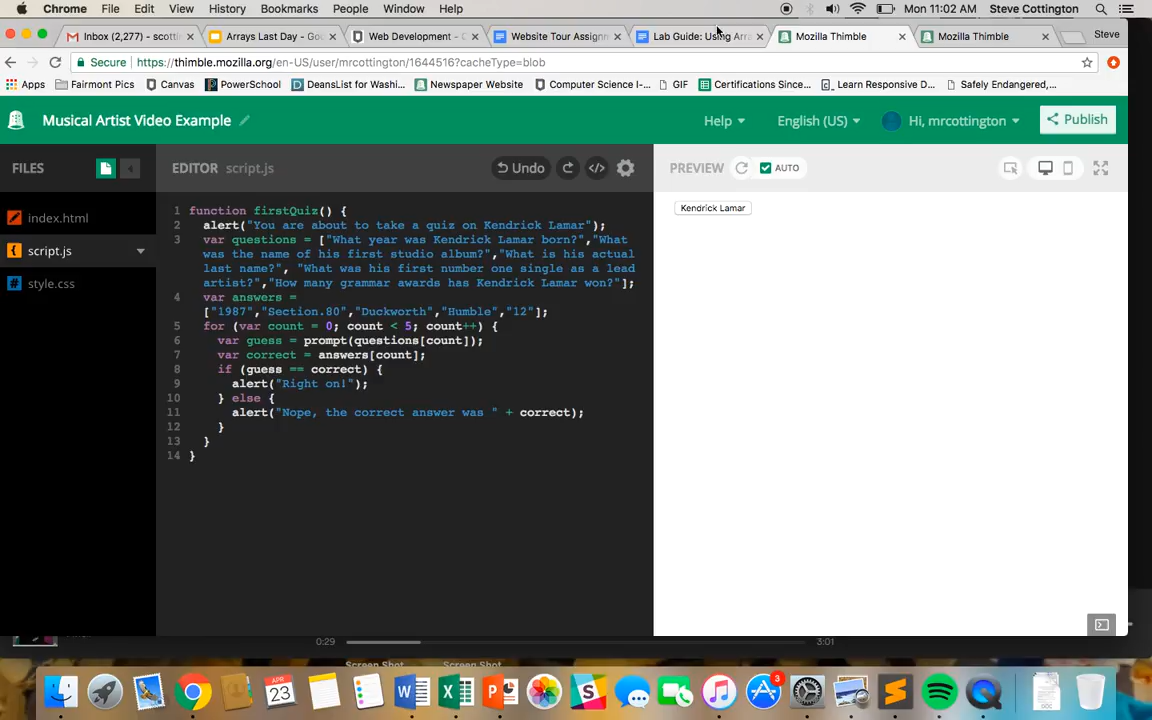 Chrome File Edit View History Bookmarks People Window Help Mon 11:02 AM Steve Cottington
Inbox (2,277) - scotti Arrays Last Day - Go Web Development - Website Tour Assignm Lab Guide: Using Arra Mozilla Thimble Mozilla Thimble Steve
Secure https://thimble.mozilla.org/en-US/user/mrcottington/1644516?cacheType=blob
Apps Fairmont Pics Canvas PowerSchool DeansList for Washi... Newspaper Website Computer Science I-... GIF Certifications Since... Learn Responsive D... Safely Endangered,...
Musical Artist Video Example Help English (US) Hi, mrcottington Publish
FILES EDITOR script.js Undo PREVIEW AUTO
index.html
script.js
style.css
Kendrick Lamar
1 function firstQuiz() {
2 alert("You are about to take a quiz on Kendrick Lamar");
3 var questions = ["What year was Kendrick Lamar born?","What
was the name of his first studio album?","What is his actual
last name?", "What was his first number one single as a lead
artist?","How many grammar awards has Kendrick Lamar won?"];
4 var answers =
["1987","Section.80","Duckworth","Humble","12"];
5 for (var count = 0; count < 5; count++) {
6 var guess = prompt(questions[count]);
7 var correct = answers[count];
8 if (guess == correct) {
9 alert("Right on!");
10 } else {
11 alert("Nope, the correct answer was " + correct);
12 }
13 }
14 }
0:29 3:01
Screen Shot Screen Shot
APR
23
3